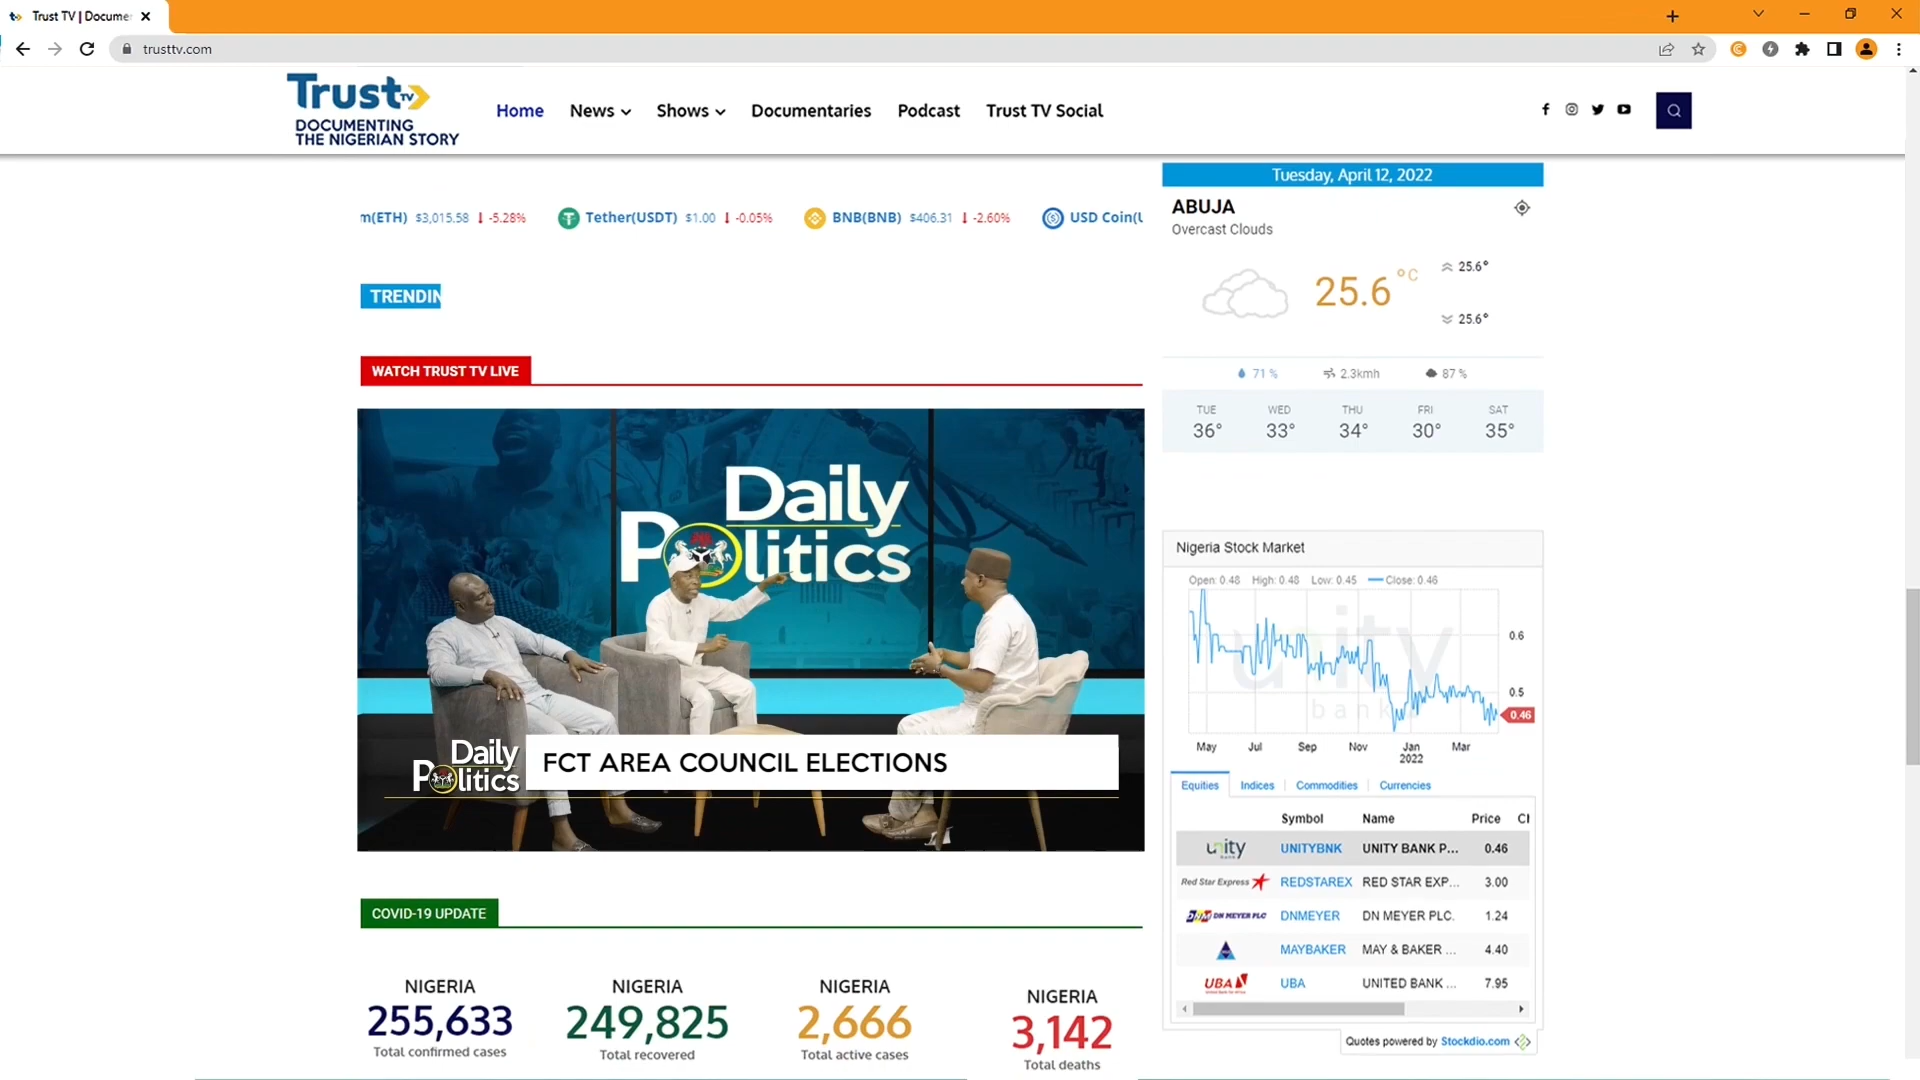 Trust TV | Docume
trusttv.com
Trust TV
DOCUMENTING
THE NIGERIAN STORY
Home News Shows Documentaries Podcast Trust TV Social
Tuesday, April 12, 2022
m(ETH) $3,015.58 -5.28% Tether(USDT) $1.00 -0.05% BNB(BNB) $406.31 -2.60% USD Coin(U
ABUJA
Overcast Clouds
25.6 °C
25.6°
25.6°
TRENDIN
71 % 2.3kmh 87 %
TUE WED THU FRI SAT
36° 33° 34° 30° 35°
WATCH TRUST TV LIVE
Daily
Politics
Daily
Politics
FCT AREA COUNCIL ELECTIONS
Nigeria Stock Market
Open: 0.48 High: 0.48 Low: 0.45 Close: 0.46
unity
bank
0.6
0.5
0.46
May Jul Sep Nov Jan Mar
2022
Equities Indices Commodities Currencies
Symbol Name Price Cl
unity bank UNITYBNK UNITY BANK P... 0.46
Red Star Express REDSTAREX RED STAR EXP... 3.00
DNM DN MEYER PLC DNMEYER DN MEYER PLC. 1.24
MAYBAKER MAY & BAKER ... 4.40
UBA UBA UNITED BANK ... 7.95
Quotes powered by Stockdio.com
COVID-19 UPDATE
NIGERIA
255,633
Total confirmed cases
NIGERIA
249,825
Total recovered
NIGERIA
2,666
Total active cases
NIGERIA
3,142
Total deaths